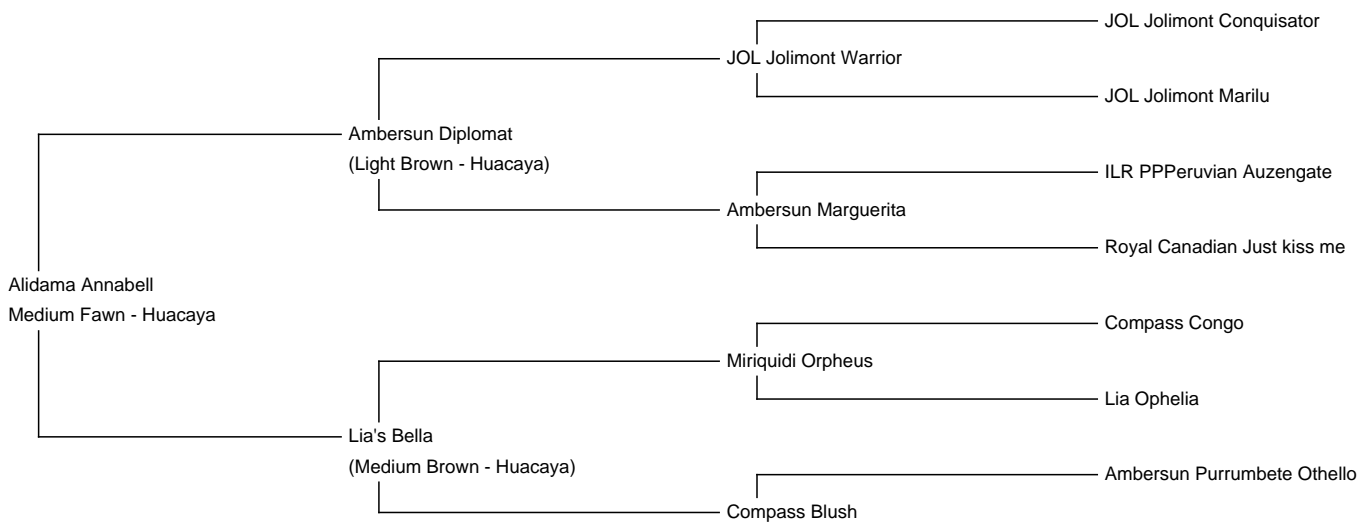 JOL Jolimont Conquisator
JOL Jolimont Warrior
JOL Jolimont Marilu
Ambersun Diplomat
(Light Brown - Huacaya)
ILR PPPeruvian Auzengate
Ambersun Marguerita
Royal Canadian Just kiss me
Alidama Annabell
Medium Fawn - Huacaya
Compass Congo
Miriquidi Orpheus
Lia Ophelia
Lia's Bella
(Medium Brown - Huacaya)
Ambersun Purrumbete Othello
Compass Blush